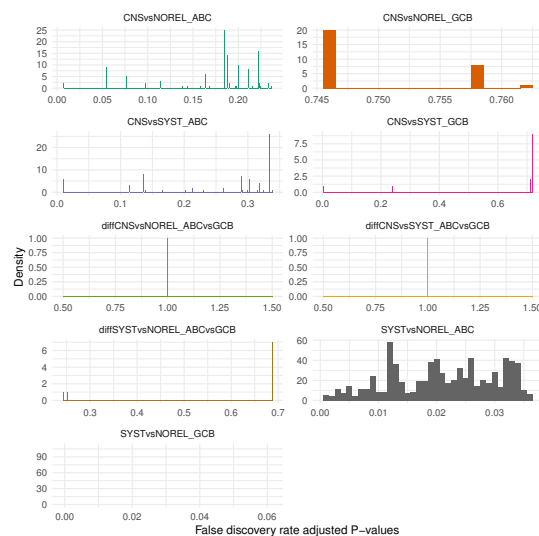 CNSvsNOREL_ABC
25
20
15
10
5
0
0.00 0.05 0.10 0.15 0.20
CNSvsNOREL_GCB
20
15
10
5
0
0.745 0.750 0.755 0.760
CNSvsSYST_ABC
20
10
0
0.0 0.1 0.2 0.3
CNSvsSYST_GCB
7.5
5.0
2.5
0.0
0.0 0.2 0.4 0.6
diffCNSvsNOREL_ABCvsGCB
1.00
0.75
0.50
0.25
0.00
0.50 0.75 1.00 1.25 1.50
diffCNSvsSYST_ABCvsGCB
1.00
0.75
0.50
0.25
0.00
0.50 0.75 1.00 1.25 1.50
Density
diffSYSTvsNOREL_ABCvsGCB
6
4
2
0
0.3 0.4 0.5 0.6 0.7
SYSTvsNOREL_ABC
60
40
20
0
0.00 0.01 0.02 0.03
SYSTvsNOREL_GCB
90
60
30
0
0.00 0.02 0.04 0.06
False discovery rate adjusted P−values